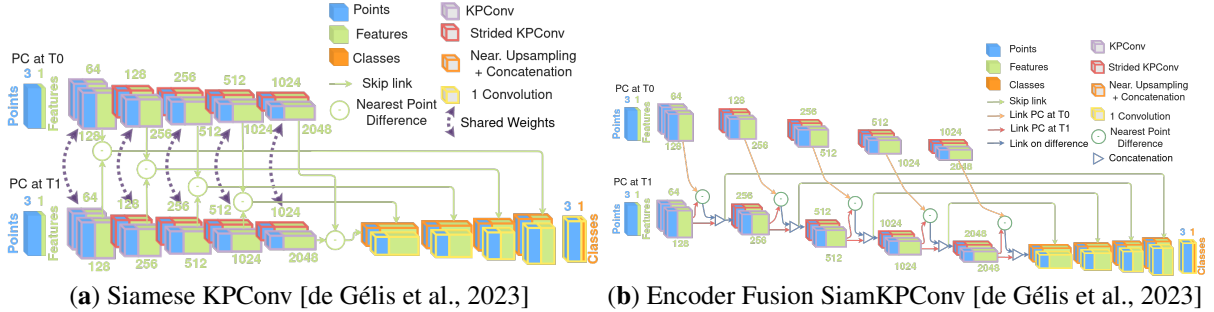 Points
Features
Classes
Skip link
Nearest Point
Difference
KPConv
Strided KPConv
Near. Upsampling
+ Concatenation
1 Convolution
Shared Weights
PC at T0
3 1
Points
Features
64
128
256
512
1024
128
256
512
1024
2048
PC at T1
3 1
Points
Features
64
128
256
512
1024
128
256
512
1024
2048
3 1
Classes
(a) Siamese KPConv [de Gélis et al., 2023]
Points
Features
Classes
Skip link
Link PC at T0
Link PC at T1
Link on difference
KPConv
Strided KPConv
Near. Upsampling
+ Concatenation
1 Convolution
Nearest Point
Difference
Concatenation
PC at T0
3 1
Points
Features
64
128
256
512
1024
128
256
512
1024
2048
PC at T1
3 1
Points
Features
64
256
512
1024
2048
128
256
512
1024
2048
3 1
Classes
(b) Encoder Fusion SiamKPConv [de Gélis et al., 2023]